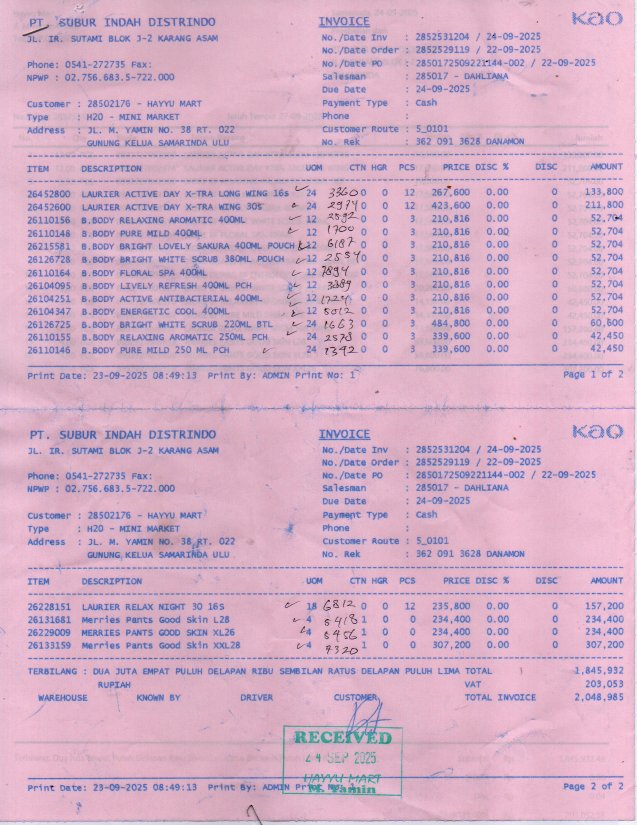 PT. SUBUR INDAH DISTRINDO INVOICE Kao
JL. IR. SUTAMI BLOK J-2 KARANG ASAM No./Date Inv : 2852531204 / 24-09-2025
No./Date Order : 2852529119 / 22-09-2025
Phone: 0541-272735 Fax: No./Date PO : 2850172509221144-002 / 22-09-2025
NPWP : 02.756.683.5-722.000 Salesman : 285017 - DAHLIANA
Due Date : 24-09-2025
Customer : 28502176 - HAYYU MART Payment Type : Cash
Type : H20 - MINI MARKET Phone :
Address : JL. M. YAMIN NO. 38 RT. 022 Customer Route : 5_0101
GUNUNG KELUA SAMARINDA ULU No. Rek : 362 091 3628 DANAMON
ITEM DESCRIPTION UOM CTN HGR PCS PRICE DISC % DISC AMOUNT
26452800 LAURIER ACTIVE DAY X-TRA LONG WING 16s 24 3360 0 0 12 267,600 0.00 0 133,800
26452600 LAURIER ACTIVE DAY X-TRA WING 30s 24 2974 0 0 12 423,600 0.00 0 211,800
26110156 B.BODY RELAXING AROMATIC 400ML 12 2592 0 0 3 210,816 0.00 0 52,704
26110148 B.BODY PURE MILD 400ML 12 1700 0 0 3 210,816 0.00 0 52,704
26215581 B.BODY BRIGHT LOVELY SAKURA 400ML POUCH 12 6187 0 0 3 210,816 0.00 0 52,704
26126728 B.BODY BRIGHT WHITE SCRUB 380ML POUCH 12 2554 0 0 3 210,816 0.00 0 52,704
26110164 B.BODY FLORAL SPA 400ML 12 7894 0 0 3 210,816 0.00 0 52,704
26104095 B.BODY LIVELY REFRESH 400ML PCH 12 3889 0 0 3 210,816 0.00 0 52,704
26104251 B.BODY ACTIVE ANTIBACTERIAL 400ML 12 1724 0 0 3 210,816 0.00 0 52,704
26104347 B.BODY ENERGETIC COOL 400ML 12 5012 0 0 3 210,816 0.00 0 52,704
26126725 B.BODY BRIGHT WHITE SCRUB 220ML BTL 24 1663 0 0 3 484,800 0.00 0 60,600
26110155 B.BODY RELAXING AROMATIC 250ML PCH 24 2578 0 0 3 339,600 0.00 0 42,450
26110146 B.BODY PURE MILD 250 ML PCH 24 1392 0 0 3 339,600 0.00 0 42,450
Print Date: 23-09-2025 08:49:13 Print By: ADMIN Print No: 1 Page 1 of 2
PT. SUBUR INDAH DISTRINDO INVOICE Kao
JL. IR. SUTAMI BLOK J-2 KARANG ASAM No./Date Inv : 2852531204 / 24-09-2025
No./Date Order : 2852529119 / 22-09-2025
Phone: 0541-272735 Fax: No./Date PO : 2850172509221144-002 / 22-09-2025
NPWP : 02.756.683.5-722.000 Salesman : 285017 - DAHLIANA
Due Date : 24-09-2025
Customer : 28502176 - HAYYU MART Payment Type : Cash
Type : H20 - MINI MARKET Phone :
Address : JL. M. YAMIN NO. 38 RT. 022 Customer Route : 5_0101
GUNUNG KELUA SAMARINDA ULU No. Rek : 362 091 3628 DANAMON
ITEM DESCRIPTION UOM CTN HGR PCS PRICE DISC % DISC AMOUNT
26228151 LAURIER RELAX NIGHT 30 16S 18 6812 0 0 12 235,800 0.00 0 157,200
26131681 Merries Pants Good Skin L28 4 8418 1 0 0 234,400 0.00 0 234,400
26229009 MERRIES PANTS GOOD SKIN XL26 4 8456 1 0 0 234,400 0.00 0 234,400
26133159 Merries Pants Good Skin XXL28 4 9320 1 0 0 307,200 0.00 0 307,200
TERBILANG : DUA JUTA EMPAT PULUH DELAPAN RIBU SEMBILAN RATUS DELAPAN PULUH LIMA TOTAL 1,845,932
RUPIAH VAT 203,053
WAREHOUSE KNOWN BY DRIVER CUSTOMER TOTAL INVOICE 2,048,985
RECEIVED
24 SEP 2025
HAYYU MART
M. Yamin
Print Date: 23-09-2025 08:49:13 Print By: ADMIN Print No: Page 2 of 2